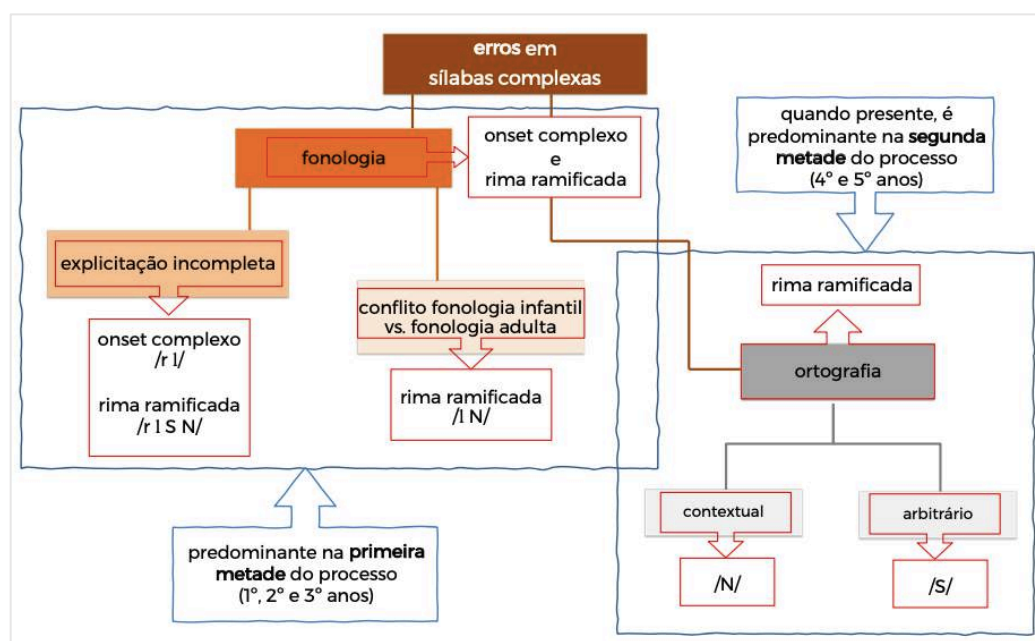 erros em
sílabas complexas
fonologia
onset complexo
e
rima ramificada
quando presente, é
predominante na segunda
metade do processo
(4º e 5º anos)
explicitação incompleta
conflito fonologia infantil
vs. fonologia adulta
rima ramificada
onset complexo
/r l/
rima ramificada
/r l S N/
rima ramificada
/l N/
ortografia
contextual
arbitrário
/N/
/S/
predominante na primeira
metade do processo
(1º, 2º e 3º anos)